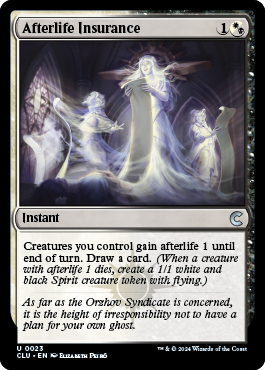 Afterlife Insurance 1
Instant
Creatures you control gain afterlife 1 until
end of turn. Draw a card. (When a creature
with afterlife 1 dies, create a 1/1 white and
black Spirit creature token with flying.)
As far as the Orzhov Syndicate is concerned,
it is the height of irresponsibility not to have a
plan for your own ghost.
U 0023
CLU • EN Elizabeth Peiró
™ & © 2024 Wizards of the Coast